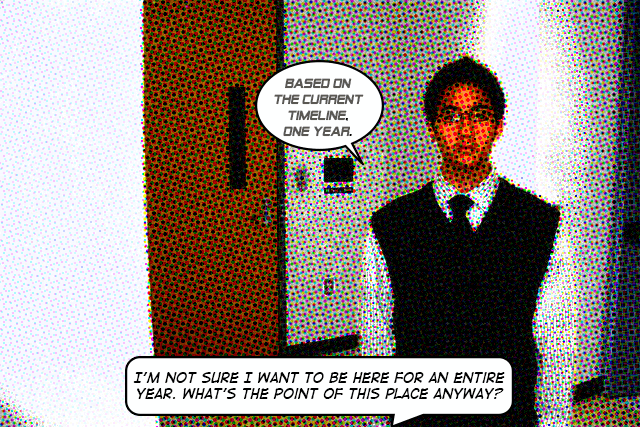 BASED ON
THE CURRENT
TIMELINE,
ONE YEAR.
I'M NOT SURE I WANT TO BE HERE FOR AN ENTIRE
YEAR. WHAT'S THE POINT OF THIS PLACE ANYWAY?